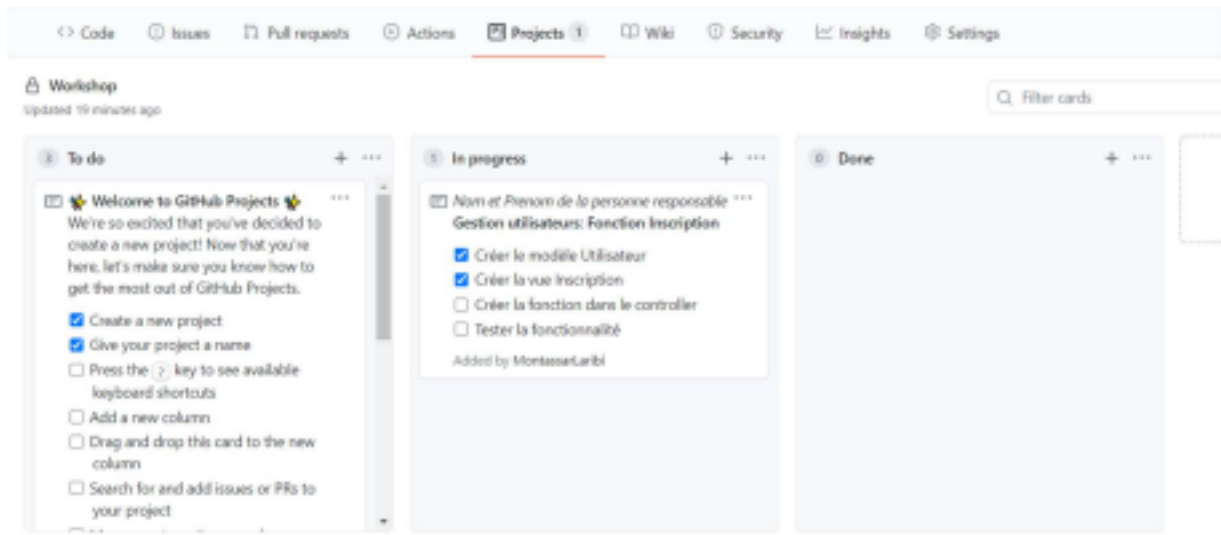 Code Issues Pull requests Actions Projects 1 Wiki Security Insights Settings
Workshop
Updated 19 minutes ago
Filter cards
3 To do
Welcome to GitHub Projects
We're so excited that you've decided to
create a new project! Now that you're
here, let's make sure you know how to
get the most out of GitHub Projects.
Create a new project
Give your project a name
Press the ? key to see available
keyboard shortcuts
Add a new column
Drag and drop this card to the new
column
Search for and add issues or PRs to
your project
1 In progress
Nom et Prenom de la personne responsable
Gestion utilisateurs: Fonction Inscription
Créer le modèle Utilisateur
Créer la vue Inscription
Créer la fonction dans le controller
Tester la fonctionnalité
Added by MontassarLaribi
0 Done